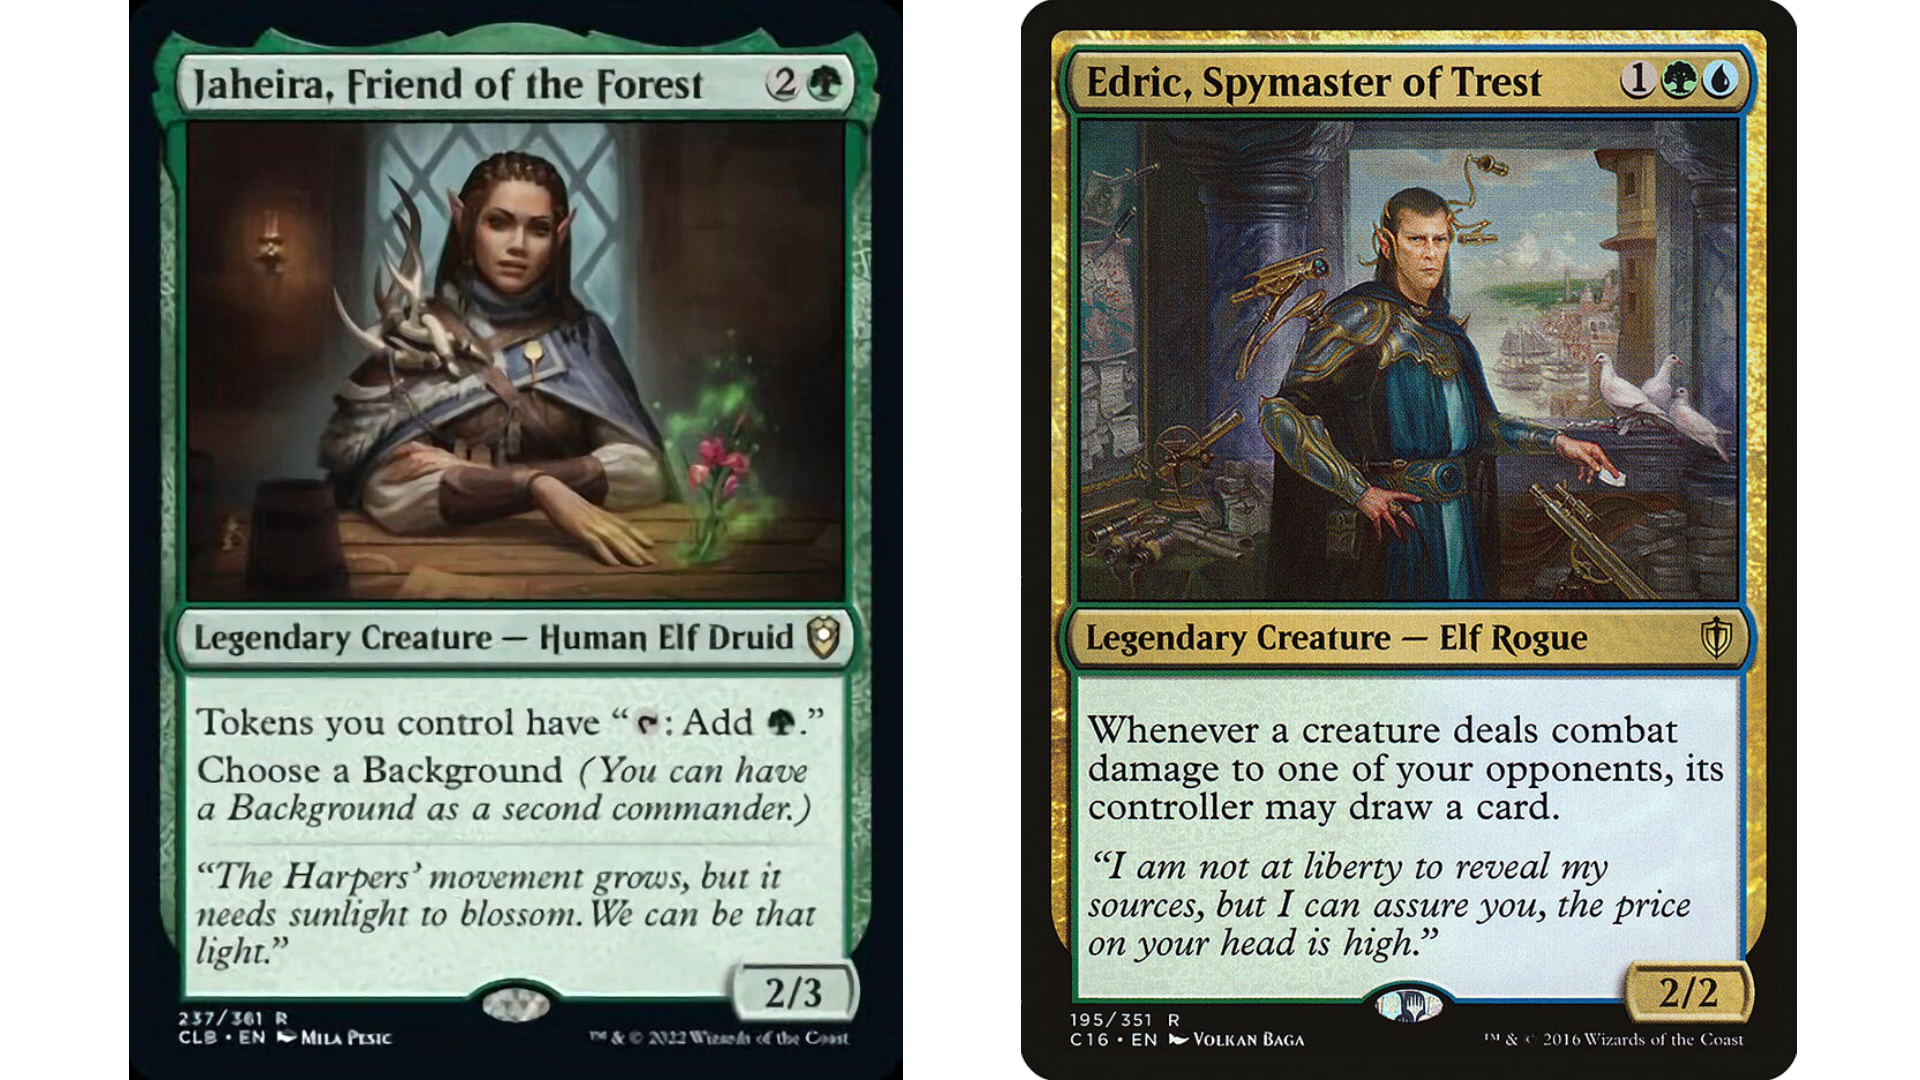 Jaheira, Friend of the Forest 2
Legendary Creature — Human Elf Druid
Tokens you control have “ : Add .”
Choose a Background (You can have
a Background as a second commander.)
“The Harpers’ movement grows, but it
needs sunlight to blossom. We can be that
light.”
2/3
237/361 R
CLB • EN MILA PESIC
™ & © 2022 Wizards of the Coast
Edric, Spymaster of Trest 1
Legendary Creature — Elf Rogue
Whenever a creature deals combat
damage to one of your opponents, its
controller may draw a card.
“I am not at liberty to reveal my
sources, but I can assure you, the price
on your head is high.”
2/2
195/351 R
C16 • EN VOLKAN BAGA
™ & © 2016 Wizards of the Coast